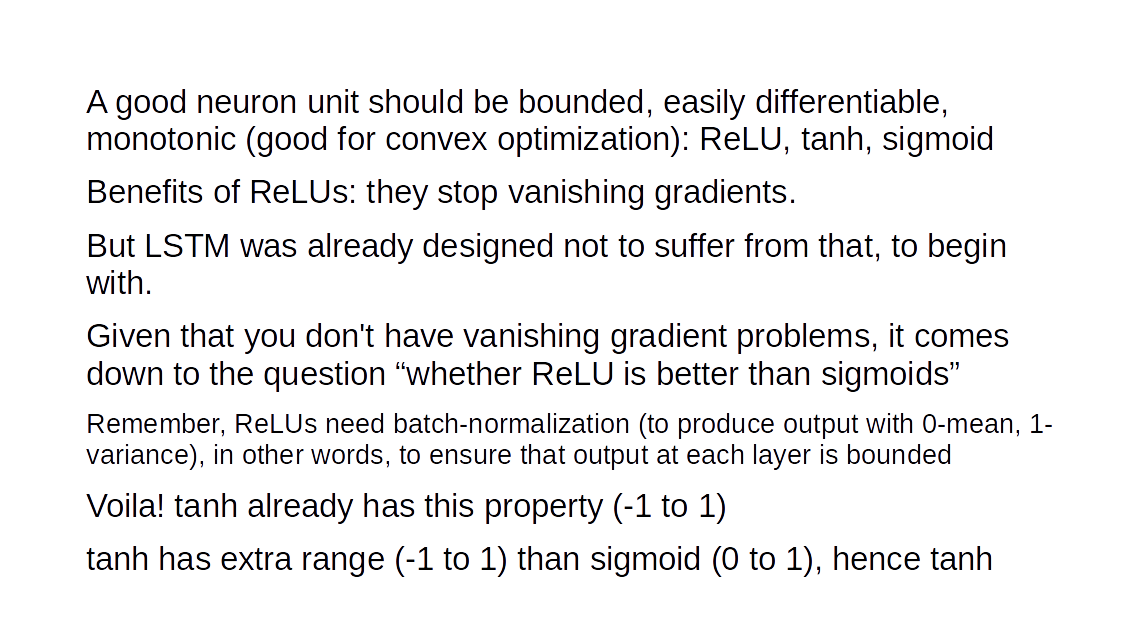 A good neuron unit should be bounded, easily differentiable,
monotonic (good for convex optimization): ReLU, tanh, sigmoid
Benefits of ReLUs: they stop vanishing gradients.
But LSTM was already designed not to suffer from that, to begin
with.
Given that you don't have vanishing gradient problems, it comes
down to the question “whether ReLU is better than sigmoids”
Remember, ReLUs need batch-normalization (to produce output with 0-mean, 1-
variance), in other words, to ensure that output at each layer is bounded
Voila! tanh already has this property (-1 to 1)
tanh has extra range (-1 to 1) than sigmoid (0 to 1), hence tanh